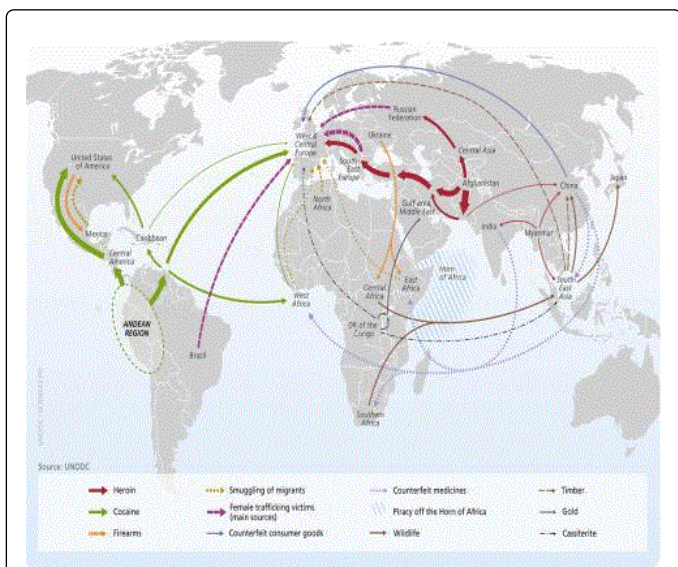 Russian
Federation
West &
Central
Europe
Ukraine
United States
of America
South-
East
Europe
Central Asia
Afghanistan
China
Japan
North
Africa
Gulf area,
Middle East
Mexico
Caribbean
India
Myanmar
Central
America
Horn
of Africa
West Africa
Central
Africa
East
Africa
South-
East
Asia
ANDEAN
REGION
DR of the
Congo
Brazil
Southern
Africa
Source: UNODC
Heroin
Smuggling of migrants
Counterfeit medicines
Timber
Cocaine
Female trafficking victims
(main sources)
Piracy off the Horn of Africa
Gold
Firearms
Counterfeit consumer goods
Wildlife
Cassiterite